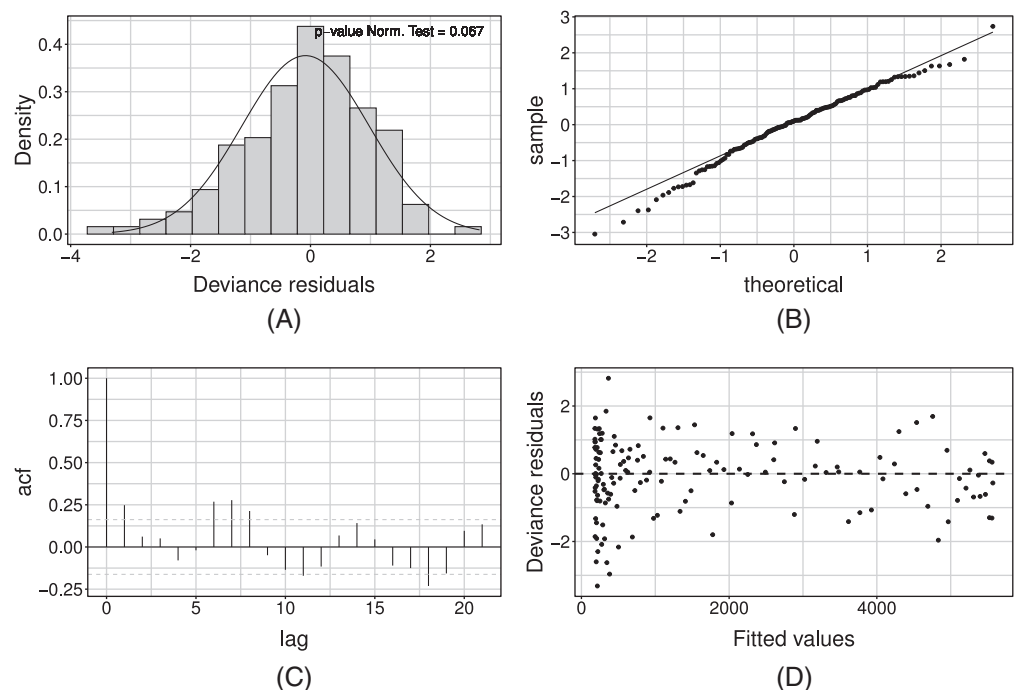 p-value Norm. Test = 0.067
Density
0.4
0.3
0.2
0.1
0.0
−4
−2
0
2
Deviance residuals
(A)
sample
3
2
1
0
−1
−2
−3
−2
−1
0
1
2
theoretical
(B)
acf
1.00
0.75
0.50
0.25
0.00
−0.25
0
5
10
15
20
lag
(C)
Deviance residuals
2
0
−2
0
2000
4000
Fitted values
(D)